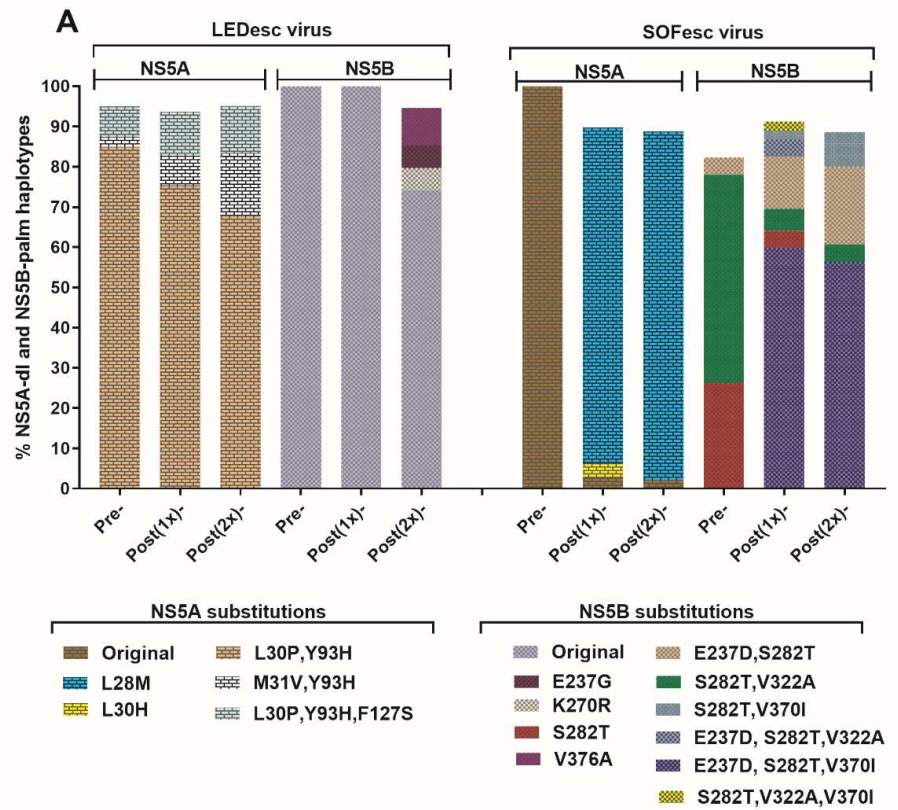 A
LEDesc virus
SOFesc virus
NS5A
NS5B
NS5A
NS5B
% NS5A-dI and NS5B-palm haplotypes
100
90
80
70
60
50
40
30
20
10
0
Pre-
Post(1x)-
Post(2x)-
Pre-
Post(1x)-
Post(2x)-
Pre-
Post(1x)-
Post(2x)-
Pre-
Post(1x)-
Post(2x)-
NS5A substitutions
Original
L28M
L30H
L30P,Y93H
M31V,Y93H
L30P,Y93H,F127S
NS5B substitutions
Original
E237G
K270R
S282T
V376A
E237D,S282T
S282T,V322A
S282T,V370I
E237D, S282T,V322A
E237D, S282T,V370I
S282T,V322A,V370I